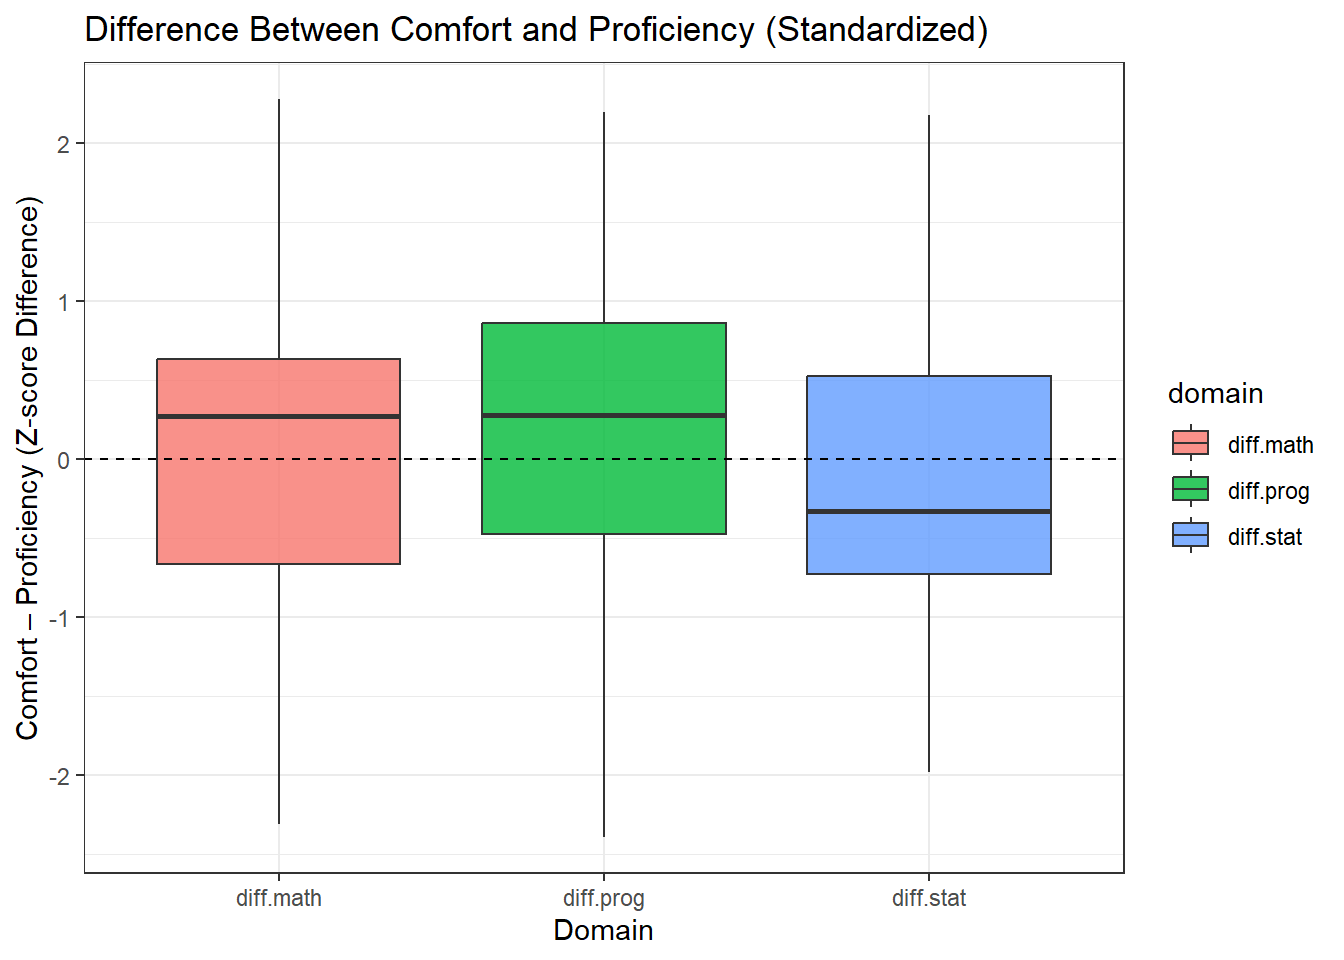 Difference Between Comfort and Proficiency (Standardized)
Comfort – Proficiency (Z-score Difference)
2
1
0
-1
-2
diff.math
diff.prog
diff.stat
Domain
domain
diff.math
diff.prog
diff.stat